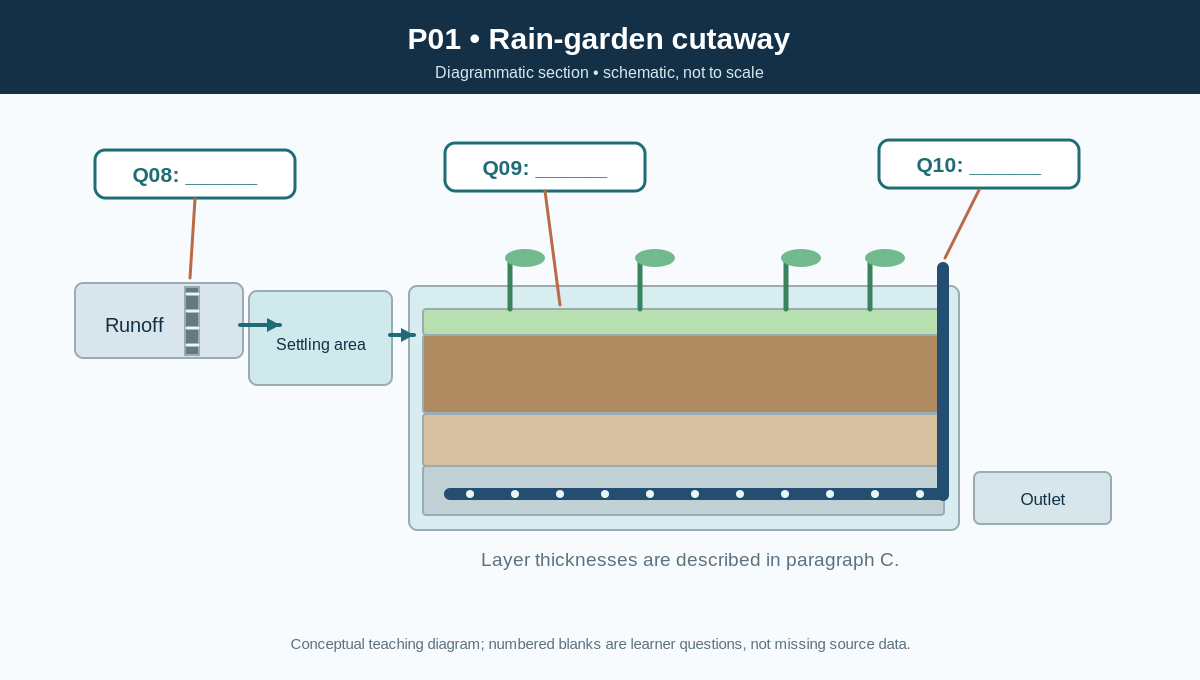 P01 • Rain-garden cutaway
Diagrammatic section • schematic, not to scale
Q08: ______
Q09: ______
Q10: ______
Runoff
Settling area
Outlet
Layer thicknesses are described in paragraph C.
Conceptual teaching diagram; numbered blanks are learner questions, not missing source data.